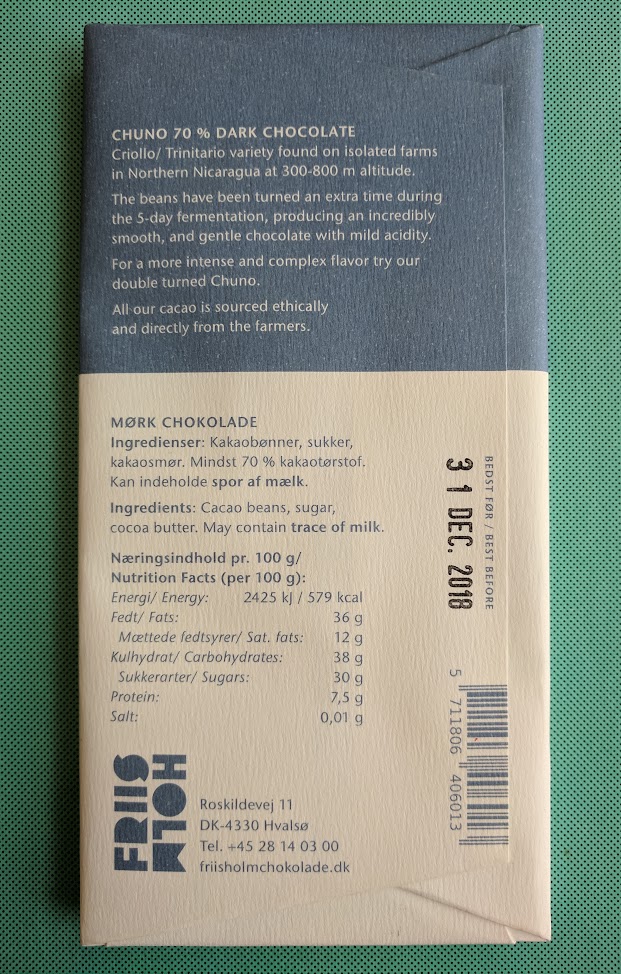 CHUNO 70 % DARK CHOCOLATE
Criollo/ Trinitario variety found on isolated farms
in Northern Nicaragua at 300-800 m altitude.
The beans have been turned an extra time during
the 5-day fermentation, producing an incredibly
smooth, and gentle chocolate with mild acidity.
For a more intense and complex flavor try our
double turned Chuno.
All our cacao is sourced ethically
and directly from the farmers.
MØRK CHOKOLADE
Ingredienser: Kakaobønner, sukker,
kakaosmør. Mindst 70 % kakaotørstof.
Kan indeholde spor af mælk.
Ingredients: Cacao beans, sugar,
cocoa butter. May contain trace of milk.
Næringsindhold pr. 100 g/
Nutrition Facts (per 100 g):
Energi/ Energy: 2425 kJ / 579 kcal
Fedt/ Fats: 36 g
Mættede fedtsyrer/ Sat. fats: 12 g
Kulhydrat/ Carbohydrates: 38 g
Sukkerarter/ Sugars: 30 g
Protein: 7,5 g
Salt: 0,01 g
BEDST FØR / BEST BEFORE
31 DEC. 2018
5 711806 406013
FRIIS
HOLM
Roskildevej 11
DK-4330 Hvalsø
Tel. +45 28 14 03 00
friisholmchokolade.dk